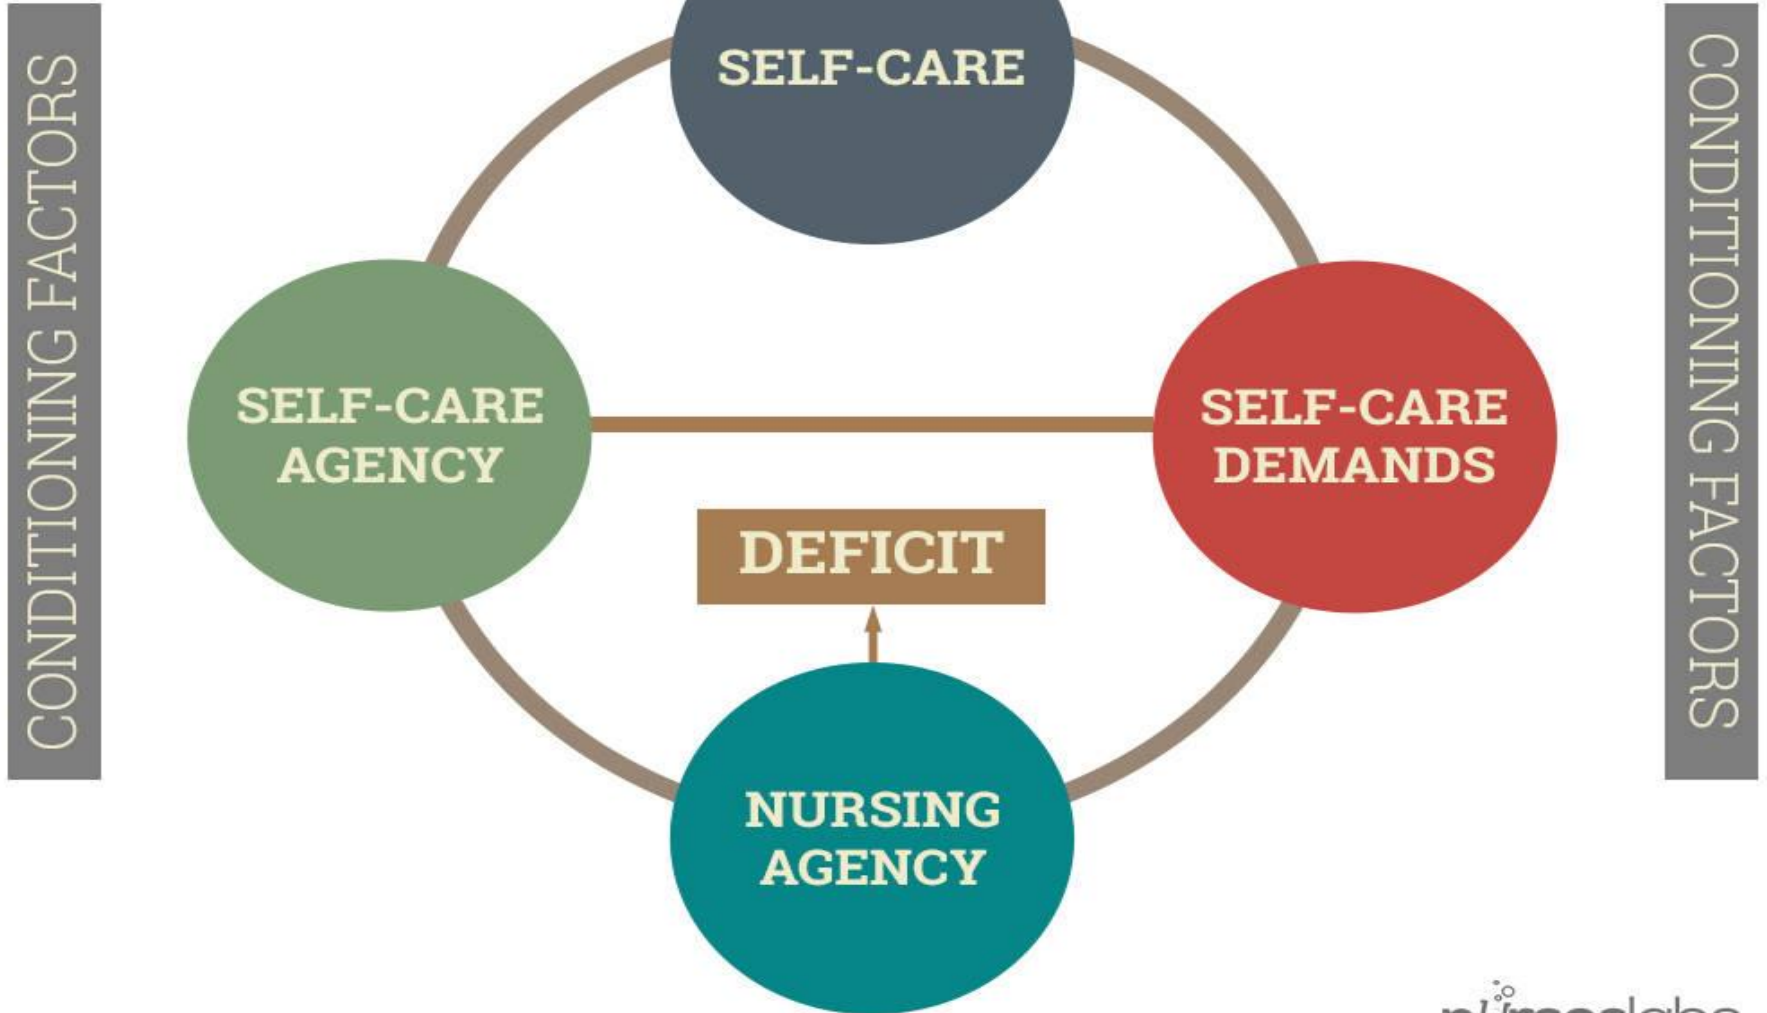 CONDITIONING FACTORS
SELF-CARE
CONDITIONING FACTORS
SELF-CARE
AGENCY
SELF-CARE
DEMANDS
DEFICIT
NURSING
AGENCY